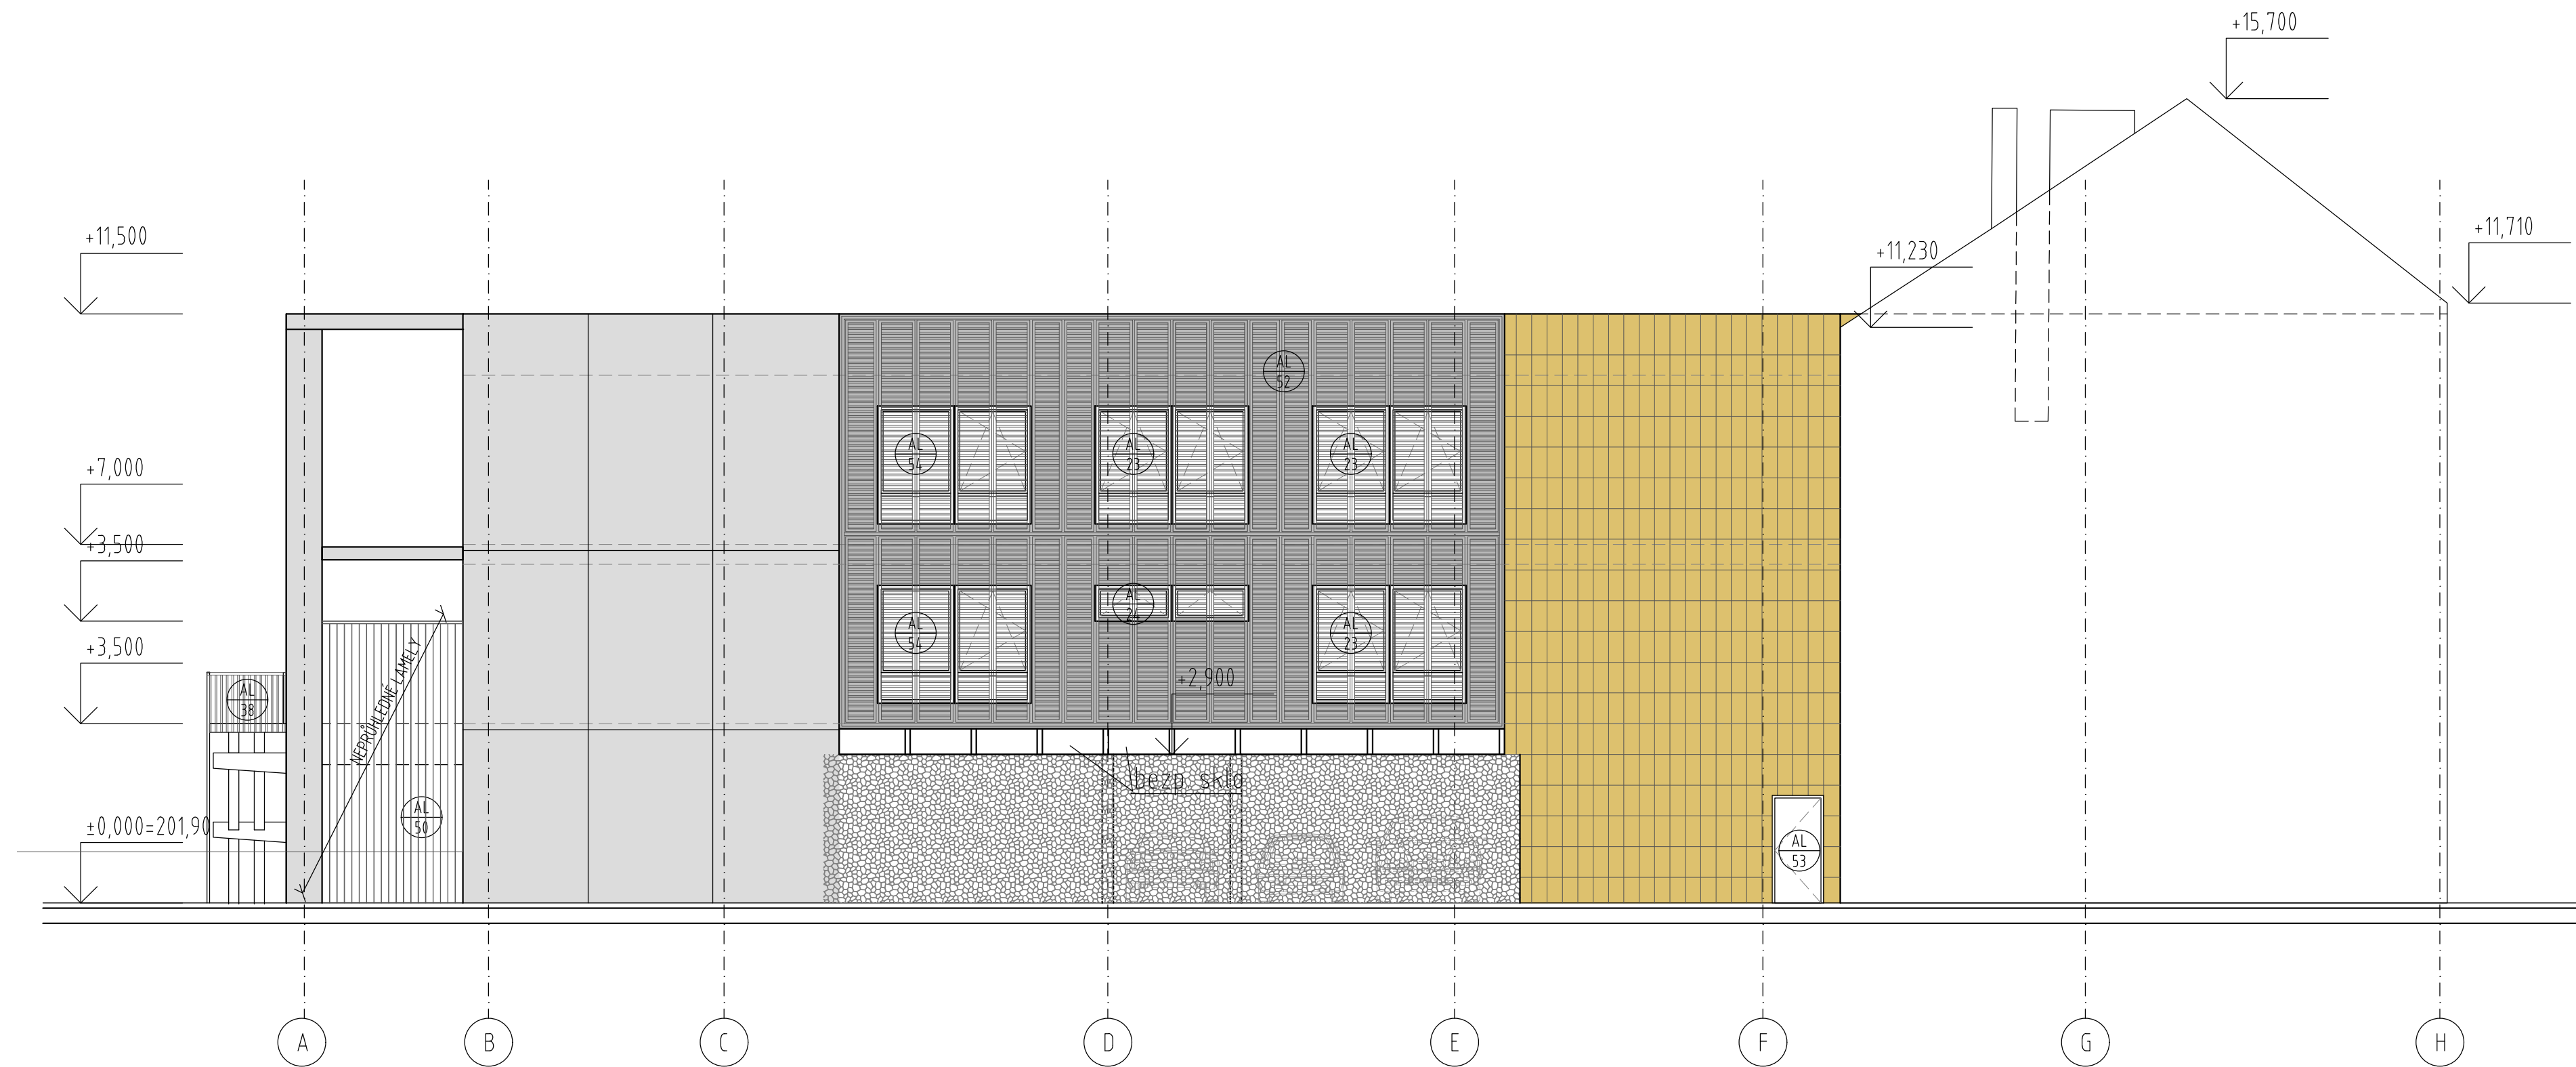 +15,700
+11,500
+11,230
+11,710
AL
52
+7,000
AL
54
AL
23
AL
23
+3,500
AL
54
AL
24
AL
23
+3,500
NEPRŮHLEDNÉ LAMELY
+2,900
AL
38
bezp. sklo
AL
50
±0,000=201,90
AL
53
A
B
C
D
E
F
G
H